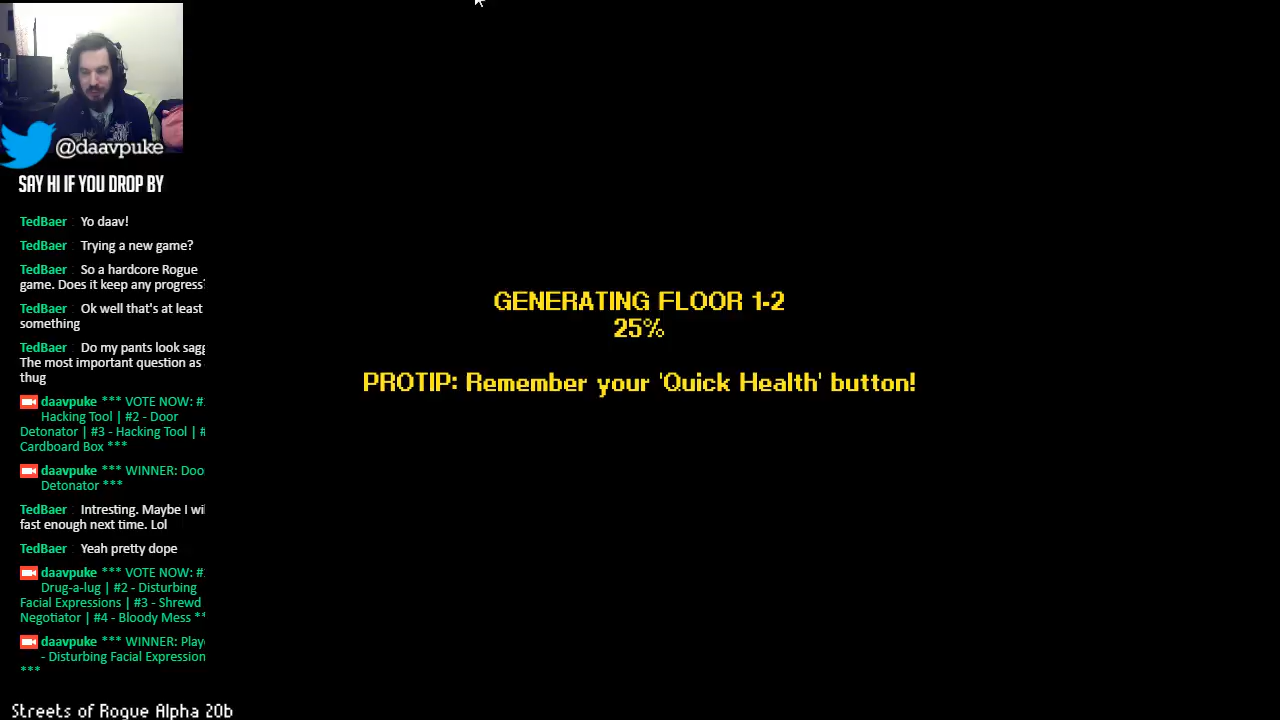 @daavpuke
SAY HI IF YOU DROP BY
TedBaer : Yo daav!
TedBaer : Trying a new game?
TedBaer : So a hardcore Rogue
game. Does it keep any progress?
TedBaer : Ok well that's at least
something
TedBaer : Do my pants look sagg
The most important question as
thug
daavpuke *** VOTE NOW: #
Hacking Tool | #2 - Door
Detonator | #3 - Hacking Tool | #
Cardboard Box ***
daavpuke *** WINNER: Doo
Detonator ***
TedBaer : Intresting. Maybe I wil
fast enough next time. Lol
TedBaer : Yeah pretty dope
daavpuke *** VOTE NOW: #
Drug-a-lug | #2 - Disturbing
Facial Expressions | #3 - Shrewd
Negotiator | #4 - Bloody Mess **
daavpuke *** WINNER: Play
- Disturbing Facial Expression
***
GENERATING FLOOR 1-2
25%
PROTIP: Remember your 'Quick Health' button!
Streets of Rogue Alpha 20b